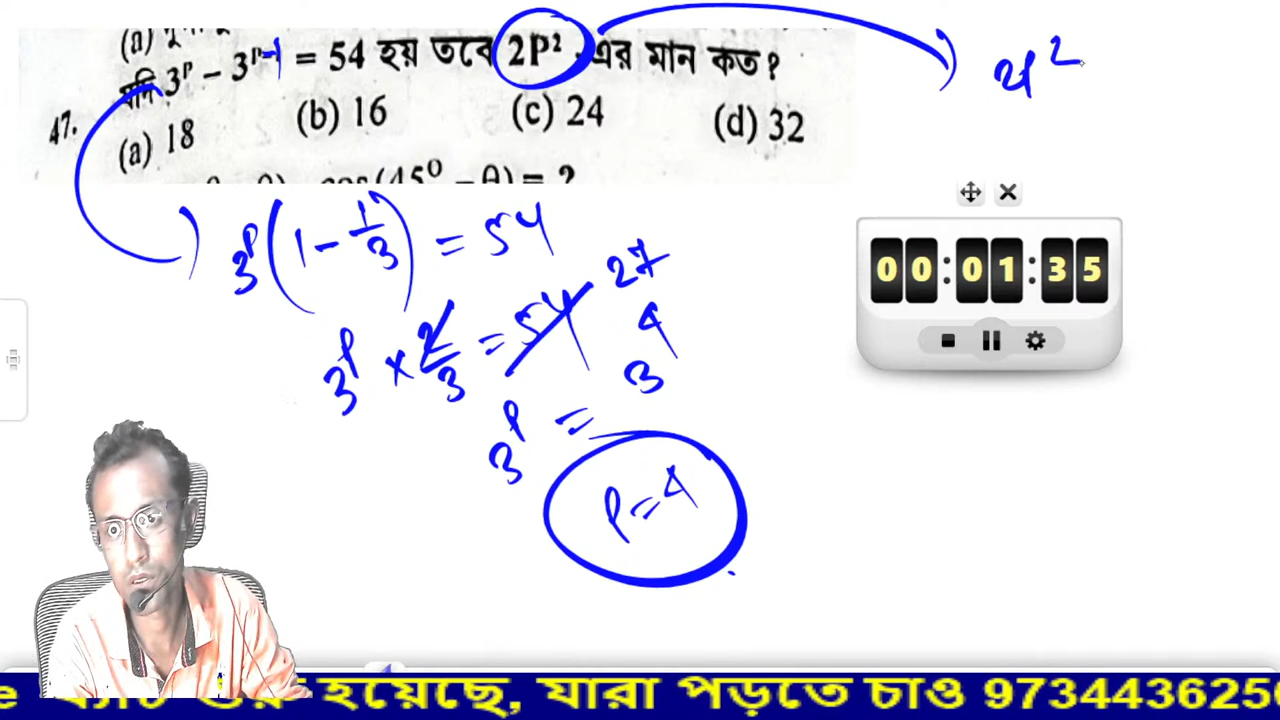 যদি 3ᴾ − 3ᴾ⁻¹ = 54 হয় তবে 2P² এর মান কত ?
47.
(a) 18 (b) 16 (c) 24 (d) 32
2P²
3ᴾ(1 − 1/3) = 54
3ᴾ × 2/3 = 54 27
3ᴾ = 3⁴
P = 4
00:01:35
হয়েছে, যারা পড়তে চাও 973443625